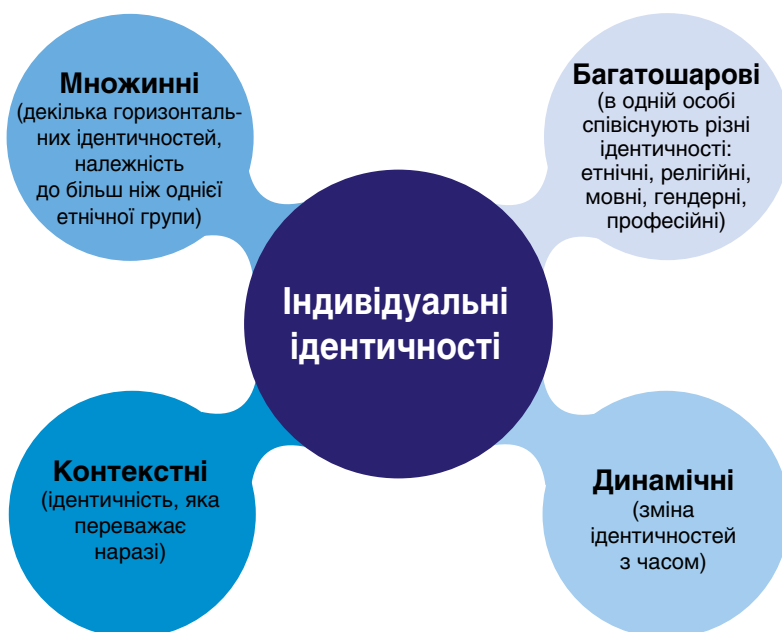 Множинні
(декілька горизонталь-
них ідентичностей,
належність
до більш ніж однієї
етнічної групи)
Багатошарові
(в одній особі
співіснують різні
ідентичності:
етнічні, релігійні,
мовні, гендерні,
професійні)
Індивідуальні
ідентичності
Контекстні
(ідентичність, яка
переважає
наразі)
Динамічні
(зміна
ідентичностей
з часом)